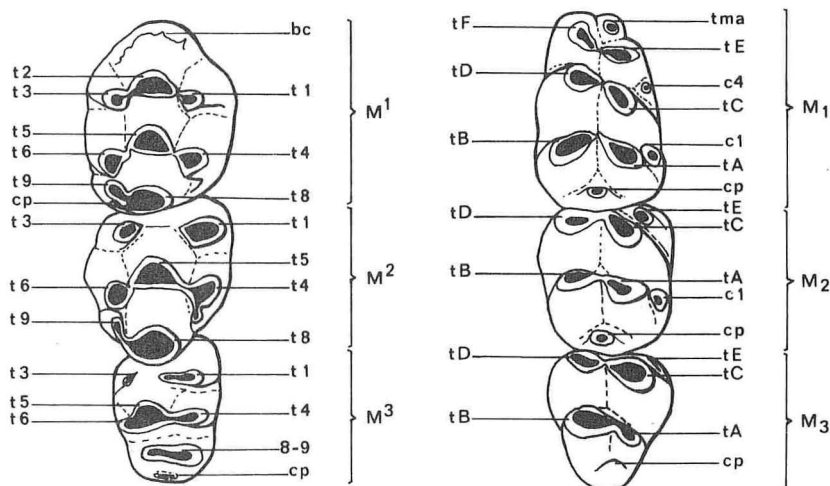 bc
t2
t3 t1
t5
t6 t4
t9
cp t8
M¹
t3 t1
t5
t6 t4
t9
t8
M²
t3 t1
t5
t6 t4
8-9
cp
M³
tF tma
tE
tD
c4
tC
tB c1
tA
cp
M₁
tD tE
tC
tB tA
c1
cp
M₂
tD tE
tC
tB
tA
cp
M₃